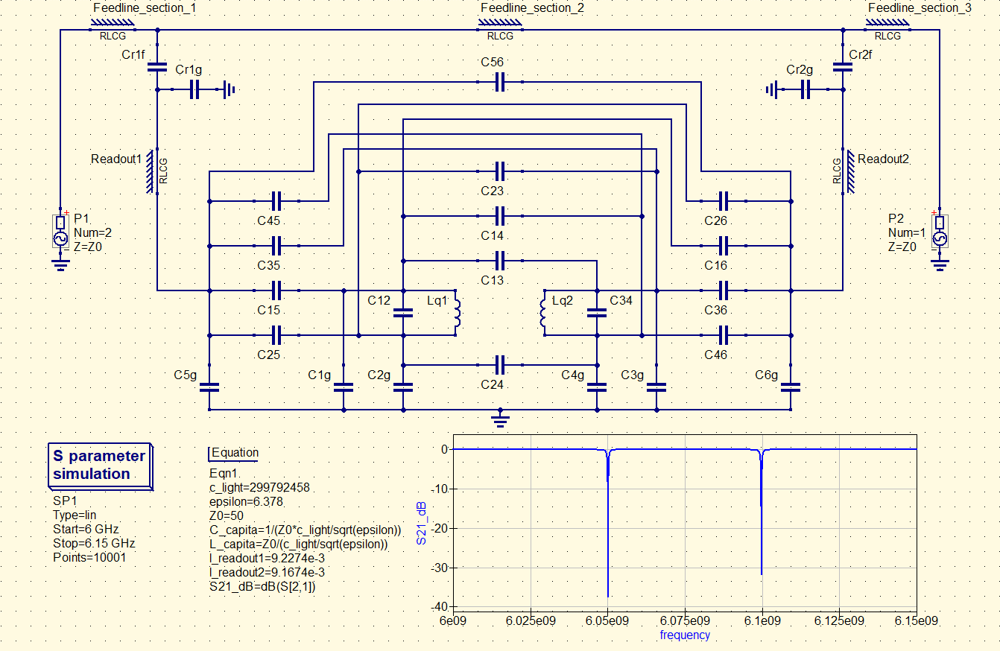 Feedline_section_1
Feedline_section_2
Feedline_section_3
RLCG
RLCG
RLCG
Cr1f
Cr1g
C56
Cr2g
Cr2f
Readout1
RLCG
C23
RLCG
Readout2
C45
C14
C26
P1
Num=2
Z=Z0
P2
Num=1
Z=Z0
C35
C13
C16
C15
C12
Lq1
Lq2
C34
C36
C25
C46
C5g
C1g
C2g
C24
C4g
C3g
C6g
S parameter
simulation
SP1
Type=lin
Start=6 GHz
Stop=6.15 GHz
Points=10001
Equation
Eqn1
c_light=299792458
epsilon=6.378
Z0=50
C_capita=1/(Z0*c_light/sqrt(epsilon))
L_capita=Z0/(c_light/sqrt(epsilon))
l_readout1=9.2274e-3
l_readout2=9.1674e-3
S21_dB=dB(S[2,1])
S21_dB
0
-10
-20
-30
-40
6e09 6.025e09 6.05e09 6.075e09 6.1e09 6.125e09 6.15e09
frequency